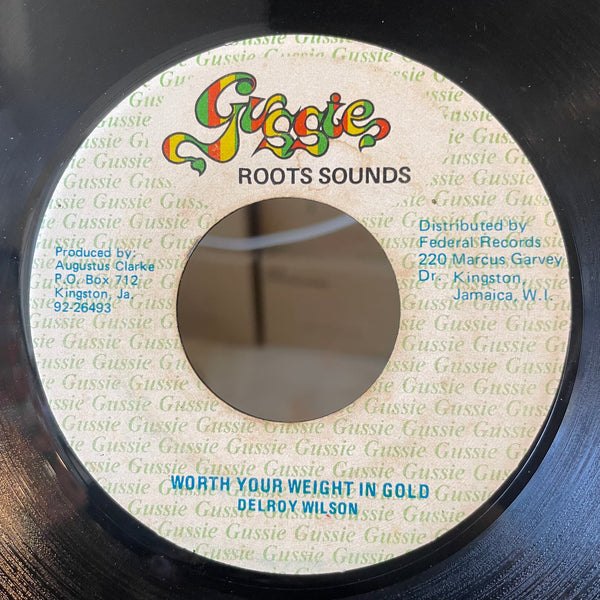 Gussie
ROOTS SOUNDS
Produced by:
Augustus Clarke
P.O. Box 712
Kingston, Ja.
92-26493
Distributed by
Federal Records
220 Marcus Garvey
Dr. Kingston,
Jamaica, W.I.
WORTH YOUR WEIGHT IN GOLD
DELROY WILSON